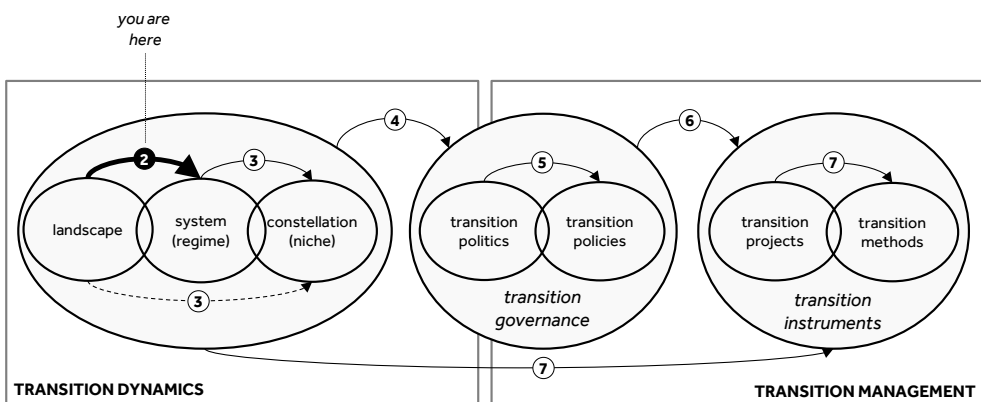 you are
here
4
6
2
3
5
7
landscape
system
(regime)
constellation
(niche)
transition
politics
transition
policies
transition
projects
transition
methods
3
transition
governance
transition
instruments
7
TRANSITION DYNAMICS
TRANSITION MANAGEMENT